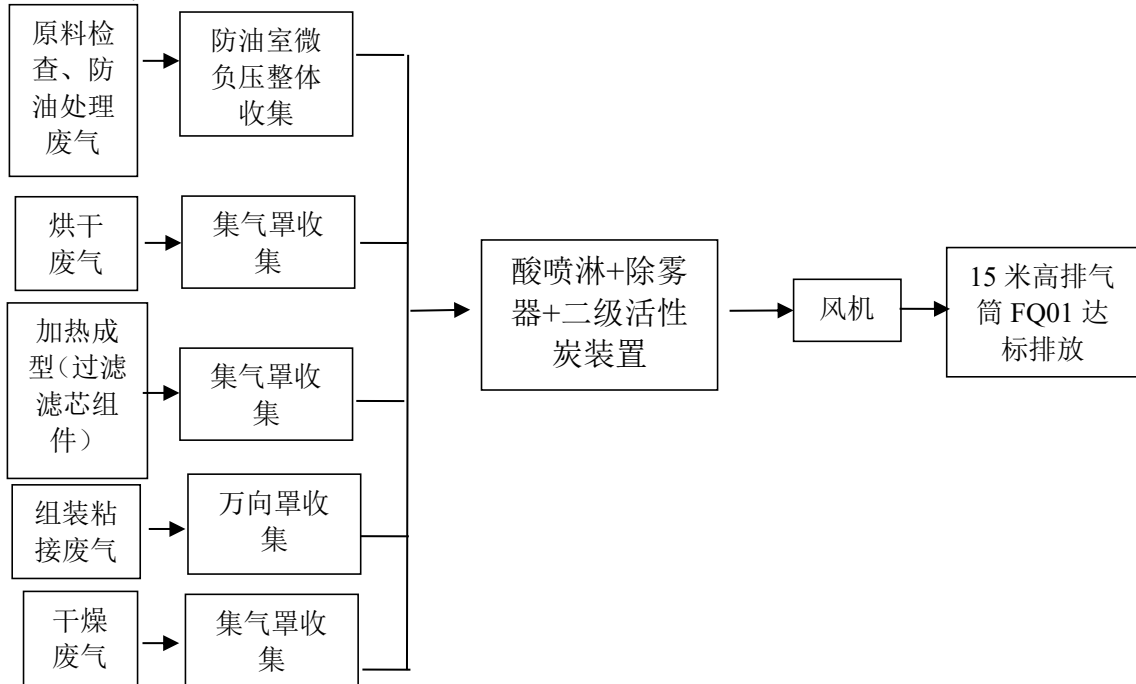 原料检
查、防
油处理
废气
防油室微
负压整体
收集
烘干
废气
集气罩收
集
加热成
型（过滤
滤芯组
件）
集气罩收
集
组装粘
接废气
万向罩收
集
干燥
废气
集气罩收
集
酸喷淋+除雾
器+二级活性
炭装置
风机
15 米高排气
筒 FQ01 达
标排放